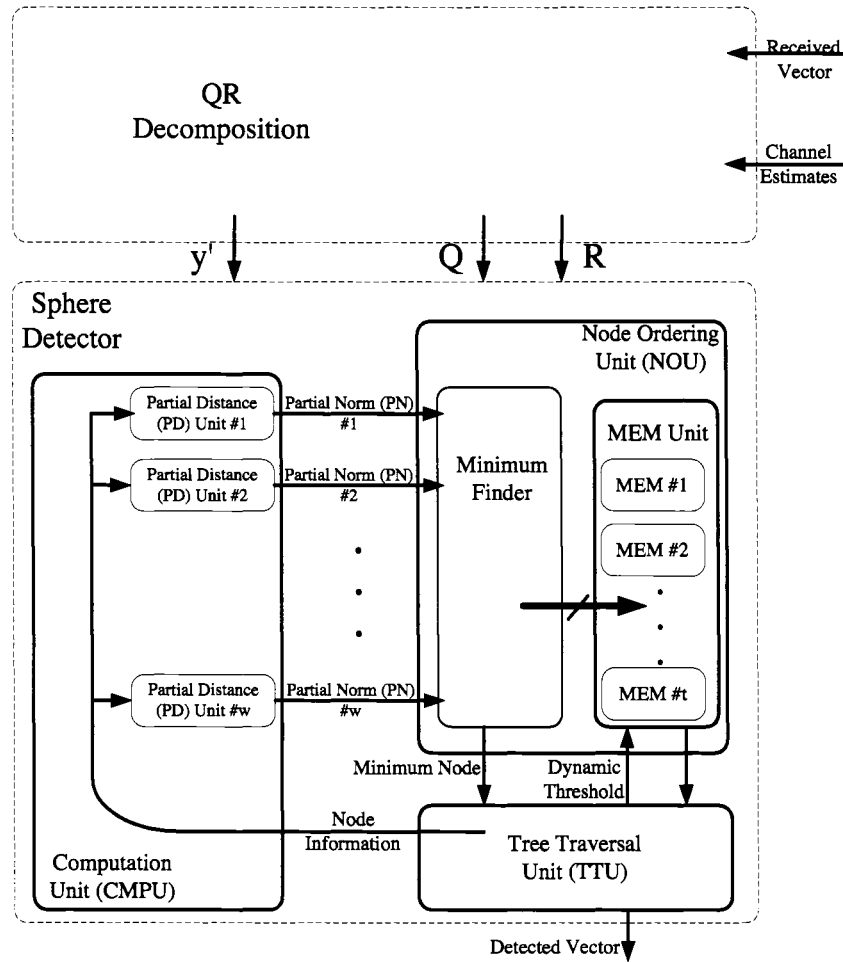 QR
Decomposition
Received
Vector
Channel
Estimates
y'
Q
R
Sphere
Detector
Node Ordering
Unit (NOU)
Partial Distance
(PD) Unit #1
Partial Norm (PN)
#1
MEM Unit
Minimum
Finder
Partial Distance
(PD) Unit #2
Partial Norm (PN)
#2
MEM #1
MEM #2
Partial Distance
(PD) Unit #w
Partial Norm (PN)
#w
MEM #t
Minimum Node
Dynamic
Threshold
Node
Information
Tree Traversal
Unit (TTU)
Computation
Unit (CMPU)
Detected Vector